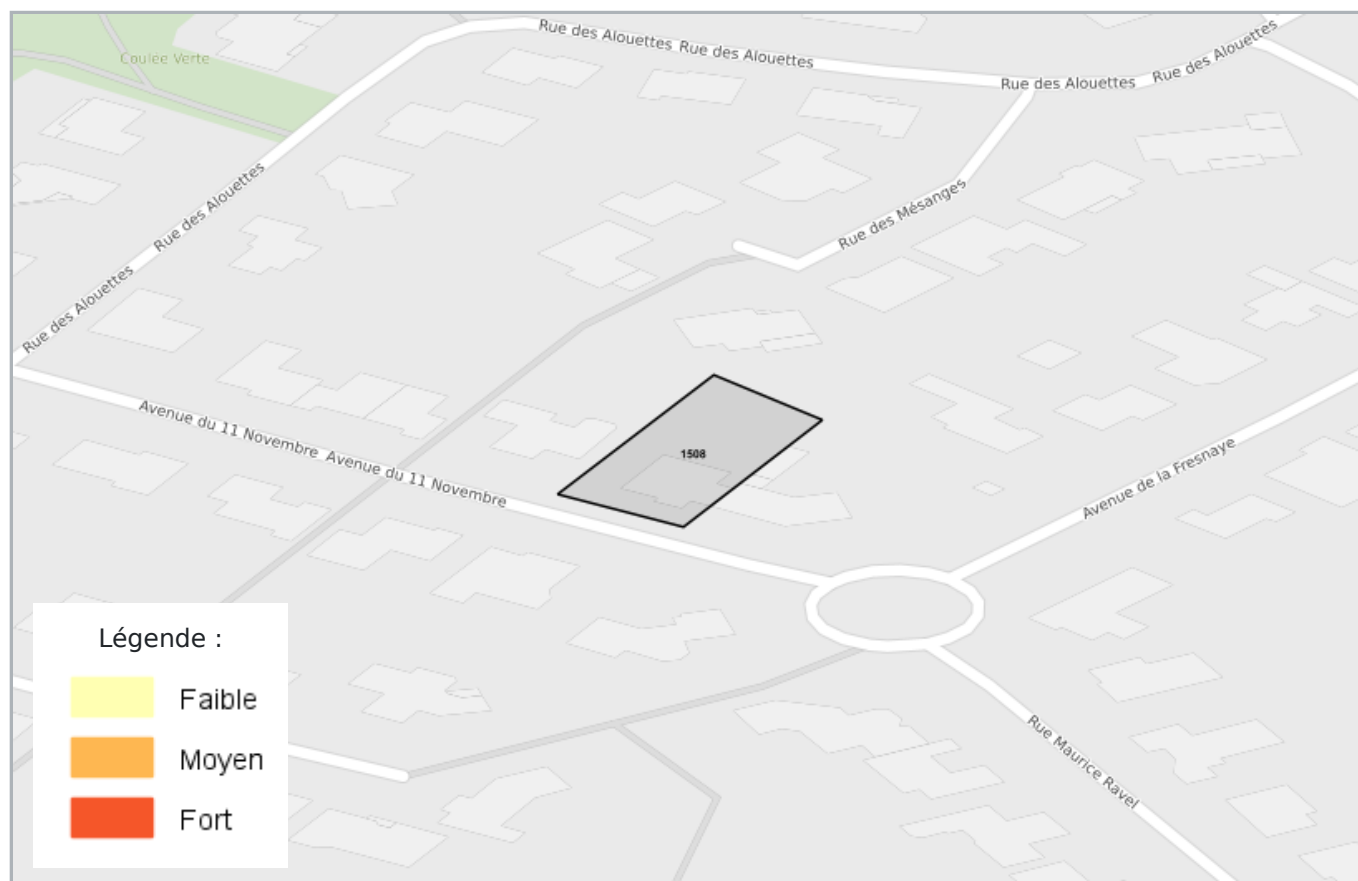 Rue des Alouettes
Rue des Alouettes
Rue des Alouettes
Rue des Alouettes
Coulée Verte
Rue des Alouettes
Rue des Mésanges
Rue des Alouettes
Avenue du 11 Novembre
Avenue du 11 Novembre
1508
Avenue de la Fresnaye
Rue Maurice Ravel
Légende :
Faible
Moyen
Fort